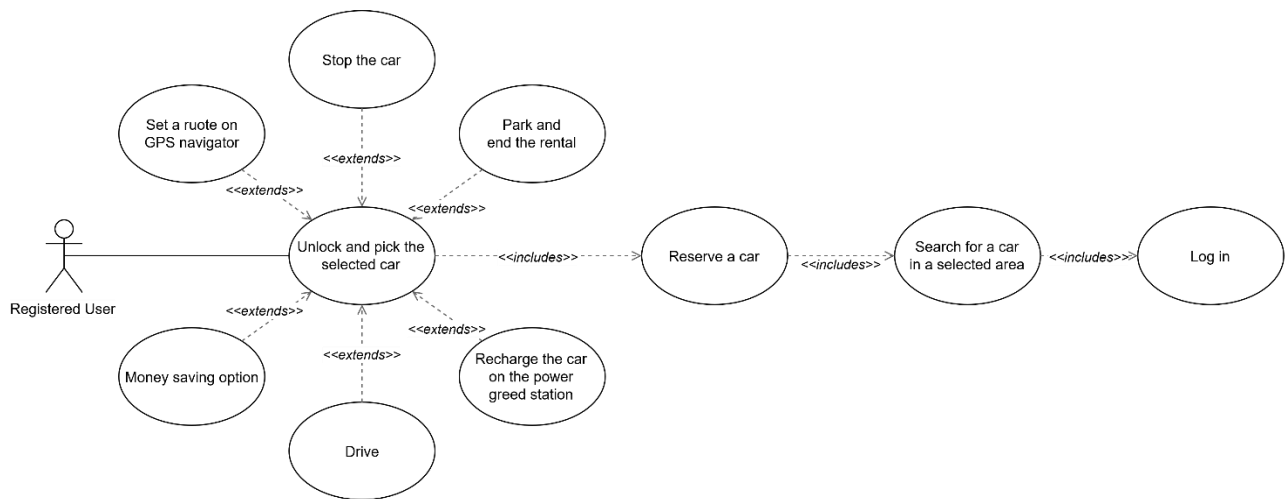 Stop the car
Set a ruote on
GPS navigator
Park and
end the rental
<<extends>>
<<extends>>
<<extends>>
Unlock and pick the
selected car
<<includes>>
Reserve a car
<<includes>>
Search for a car
in a selected area
<<includes>>
Log in
Registered User
<<extends>>
<<extends>>
<<extends>>
Money saving option
Recharge the car
on the power
greed station
Drive